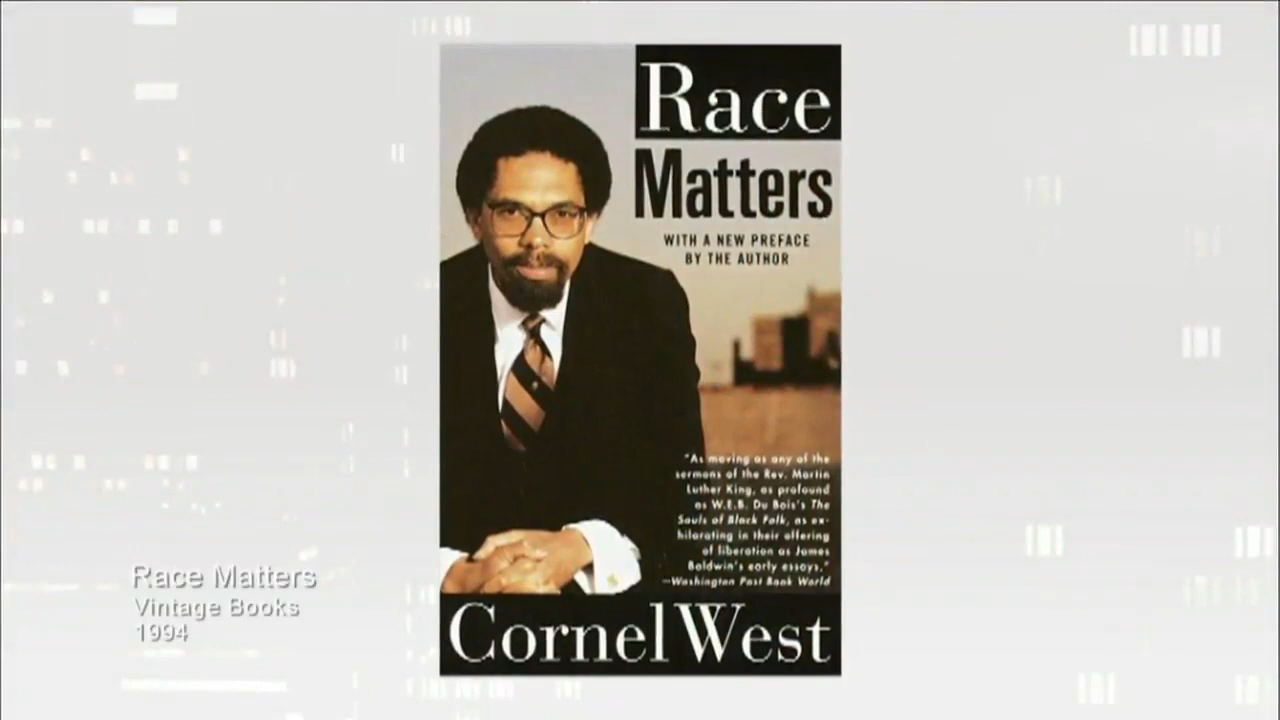 Race
Matters
WITH A NEW PREFACE
BY THE AUTHOR
"As moving as any of the
sermons of the Rev. Martin
Luther King, as profound
as W.E.B. Du Bois's The
Souls of Black Folk, as ex-
hilarating in their offering
of liberation as James
Baldwin's early essays."
—Washington Post Book World
Cornel West
Race Matters
Vintage Books
1994